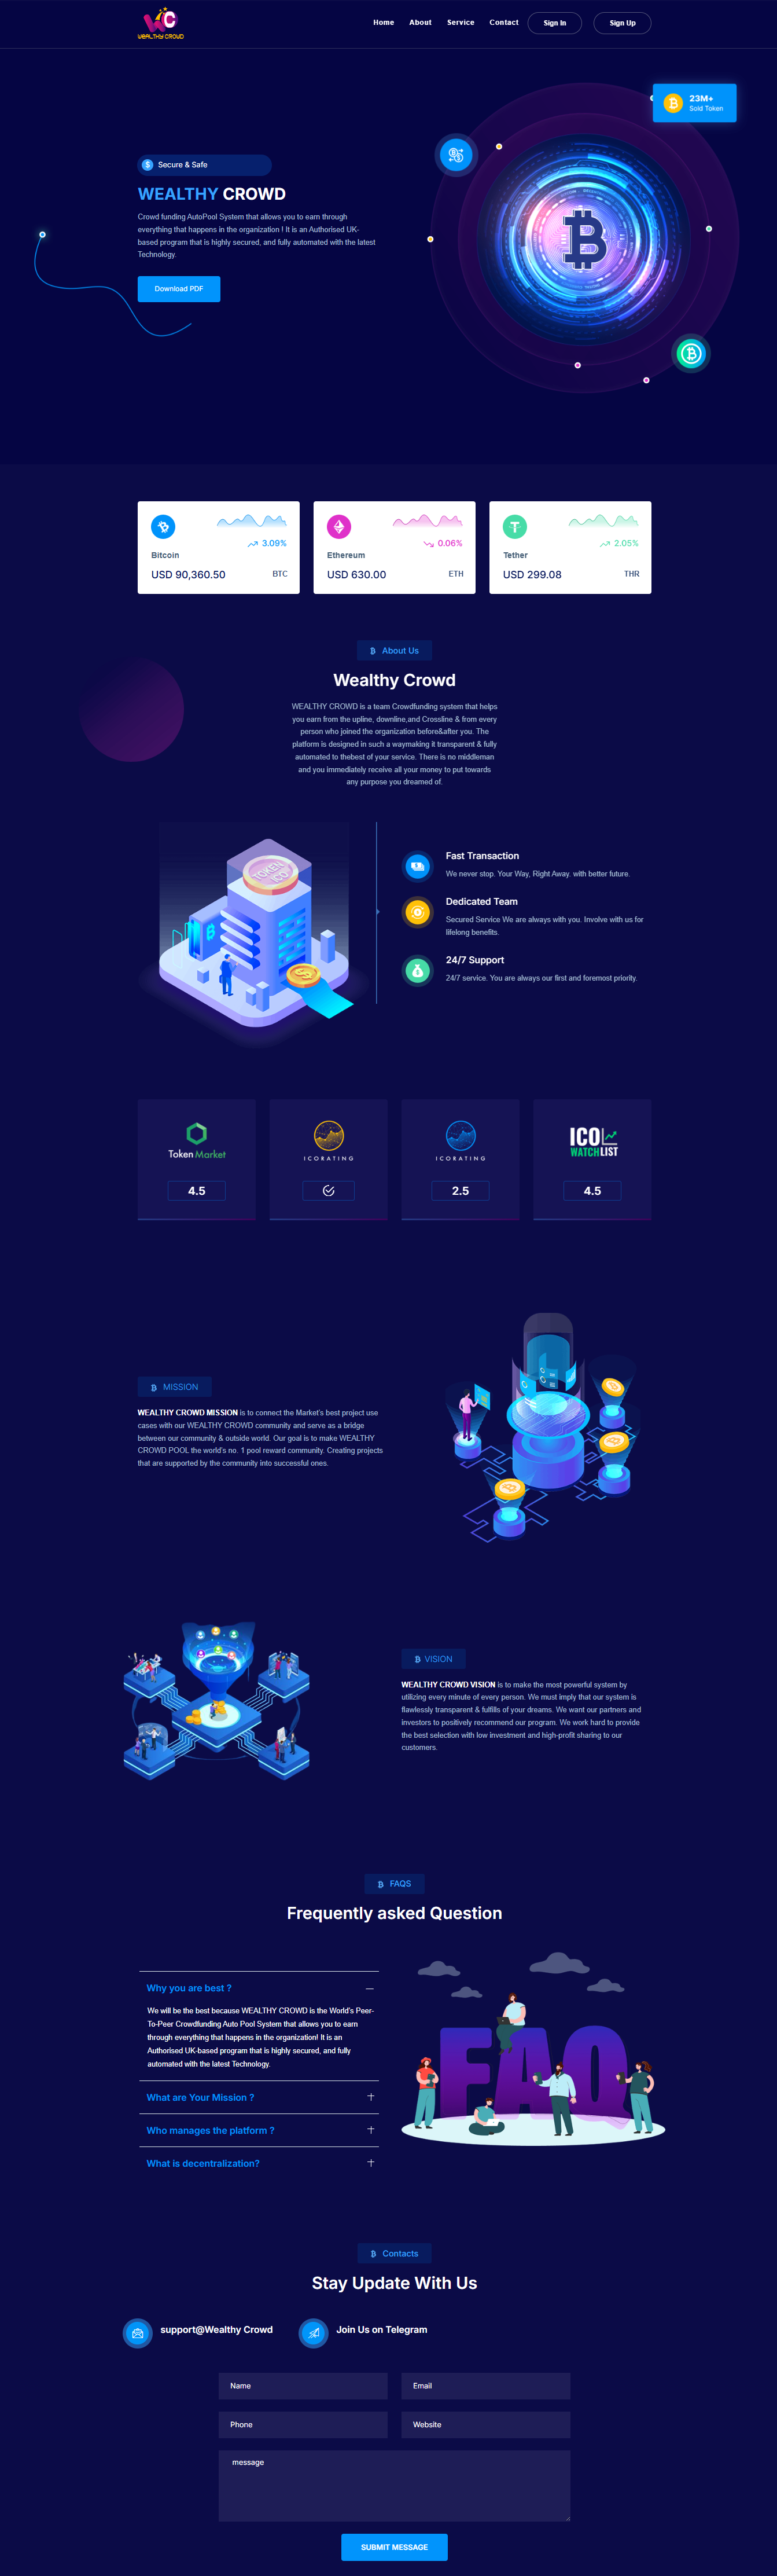 WC
WEALTHY CROWD
Home About Service Contact Sign In Sign Up
23M+
Sold Token
Secure & Safe
WEALTHY CROWD
Crowd funding AutoPool System that allows you to earn through
everything that happens in the organization ! It is an Authorised UK-
based program that is highly secured, and fully automated with the latest
Technology.
Download PDF
3.09%
Bitcoin
USD 90,360.50 BTC
0.06%
Ethereum
USD 630.00 ETH
2.05%
Tether
USD 299.08 THR
About Us
Wealthy Crowd
WEALTHY CROWD is a team Crowdfunding system that helps
you earn from the upline, downline,and Crossline & from every
person who joined the organization before&after you. The
platform is designed in such a waymaking it transparent & fully
automated to thebest of your service. There is no middleman
and you immediately receive all your money to put towards
any purpose you dreamed of.
TOKEN
ICO
Fast Transaction
We never stop. Your Way, Right Away. with better future.
Dedicated Team
Secured Service We are always with you. Involve with us for
lifelong benefits.
24/7 Support
24/7 service. You are always our first and foremost priority.
Token Market
4.5
ICORATING
ICORATING
2.5
ICO
WATCHLIST
4.5
MISSION
WEALTHY CROWD MISSION is to connect the Market's best project use
cases with our WEALTHY CROWD community and serve as a bridge
between our community & outside world. Our goal is to make WEALTHY
CROWD POOL the world's no. 1 pool reward community. Creating projects
that are supported by the community into successful ones.
VISION
WEALTHY CROWD VISION is to make the most powerful system by
utilizing every minute of every person. We must imply that our system is
flawlessly transparent & fulfills of your dreams. We want our partners and
investors to positively recommend our program. We work hard to provide
the best selection with low investment and high-profit sharing to our
customers.
FAQS
Frequently asked Question
Why you are best ?
We will be the best because WEALTHY CROWD is the World's Peer-
To-Peer Crowdfunding Auto Pool System that allows you to earn
through everything that happens in the organization! It is an
Authorised UK-based program that is highly secured, and fully
automated with the latest Technology.
What are Your Mission ?
Who manages the platform ?
What is decentralization?
FAQ
Contacts
Stay Update With Us
support@Wealthy Crowd
Join Us on Telegram
Name
Email
Phone
Website
message
SUBMIT MESSAGE